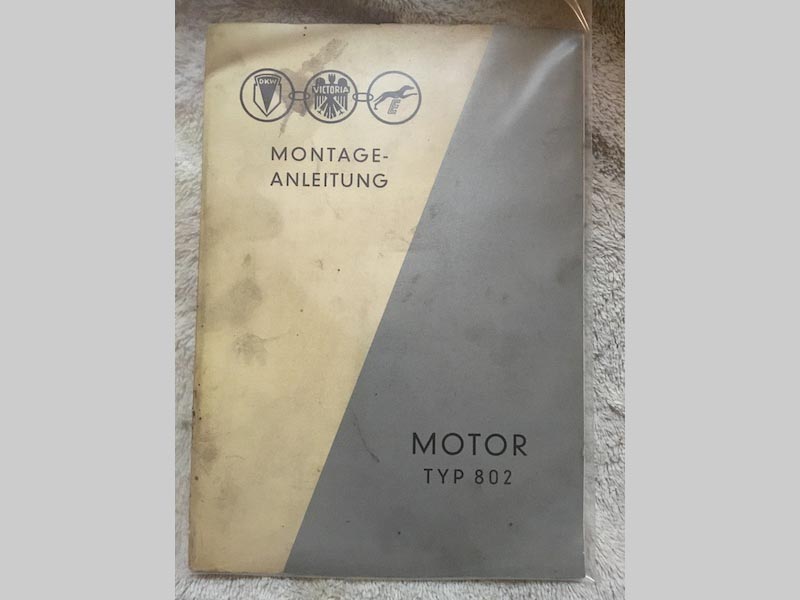 DKW
VICTORIA
E
MONTAGE-
ANLEITUNG
MOTOR
TYP 802